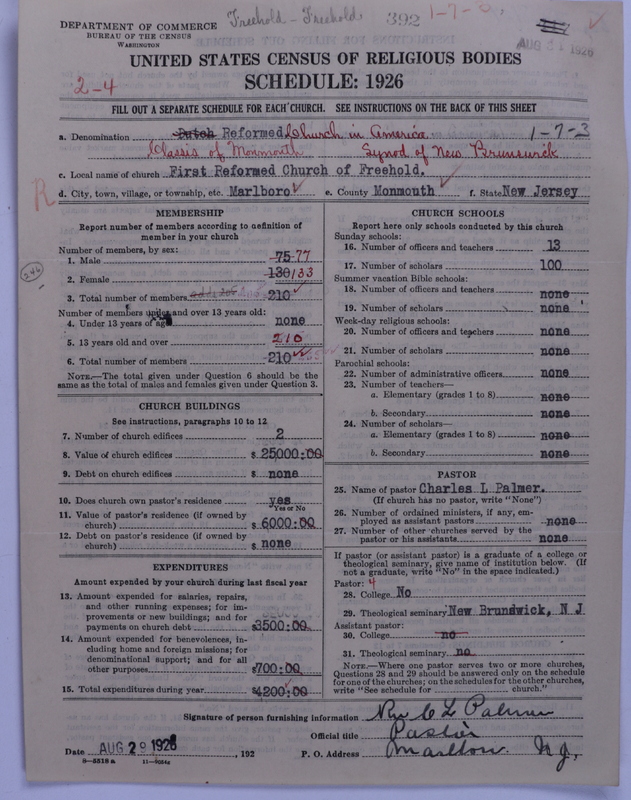 Freehold - Freehold. 392 1-7-3
DEPARTMENT OF COMMERCE
BUREAU OF THE CENSUS
WASHINGTON
AUG 31 1926
UNITED STATES CENSUS OF RELIGIOUS BODIES
SCHEDULE: 1926
2-4
FILL OUT A SEPARATE SCHEDULE FOR EACH CHURCH. SEE INSTRUCTIONS ON THE BACK OF THIS SHEET
a. Denomination Dutch Reformed Church in America 1-7-3
Classis of Monmouth Synod of New Brunswick
c. Local name of church First Reformed Church of Freehold.
R
d. City, town, village, or township, etc. Marlboro e. County Monmouth f. State New Jersey
MEMBERSHIP
Report number of members according to definition of
member in your church
Number of members, by sex:
1. Male 75 77
246
2. Female 130 133
3. Total number of members 210
Number of members under and over 13 years old:
4. Under 13 years of age none
5. 13 years old and over 210
6. Total number of members 210
NOTE.—The total given under Question 6 should be the
same as the total of males and females given under Question 3.
CHURCH BUILDINGS
See instructions, paragraphs 10 to 12
7. Number of church edifices 2
8. Value of church edifices $ 25000:00
9. Debt on church edifices $ none
10. Does church own pastor's residence yes
Yes or No
11. Value of pastor's residence (if owned by
church) $ 6000:00
12. Debt on pastor's residence (if owned by
church) $ none
EXPENDITURES
Amount expended by your church during last fiscal year
13. Amount expended for salaries, repairs,
and other running expenses; for im-
provements or new buildings; and for
payments on church debt $3500:00
14. Amount expended for benevolences, in-
cluding home and foreign missions; for
denominational support; and for all
other purposes $700:00
15. Total expenditures during year $4200:00
CHURCH SCHOOLS
Report here only schools conducted by this church
Sunday schools:
16. Number of officers and teachers 13
17. Number of scholars 100
Summer vacation Bible schools:
18. Number of officers and teachers none
19. Number of scholars none
Week-day religious schools:
20. Number of officers and teachers none
21. Number of scholars none
Parochial schools:
22. Number of administrative officers none
23. Number of teachers—
a. Elementary (grades 1 to 8) none
b. Secondary none
24. Number of scholars—
a. Elementary (grades 1 to 8) none
b. Secondary none
PASTOR
25. Name of pastor Charles L Palmer.
(If church has no pastor, write "None")
26. Number of ordained ministers, if any, em-
ployed as assistant pastors none
27. Number of other churches served by the
pastor or his assistants none
If pastor (or assistant pastor) is a graduate of a college or
theological seminary, give name of institution below. (If
not a graduate, write "No" in the space indicated.)
Pastor: 4
28. College No
29. Theological seminary New Brundwick, N J
Assistant pastor:
30. College no
31. Theological seminary no
NOTE.—Where one pastor serves two or more churches,
Questions 28 and 29 should be answered only on the schedule
for one of the churches; on the schedules for the other churches,
write "See schedule for church."
Signature of person furnishing information Rev C L Palmer
Official title Pastor
Date AUG 29 1926, 192 P. O. Address Marlboro. N J.
8-5518 a